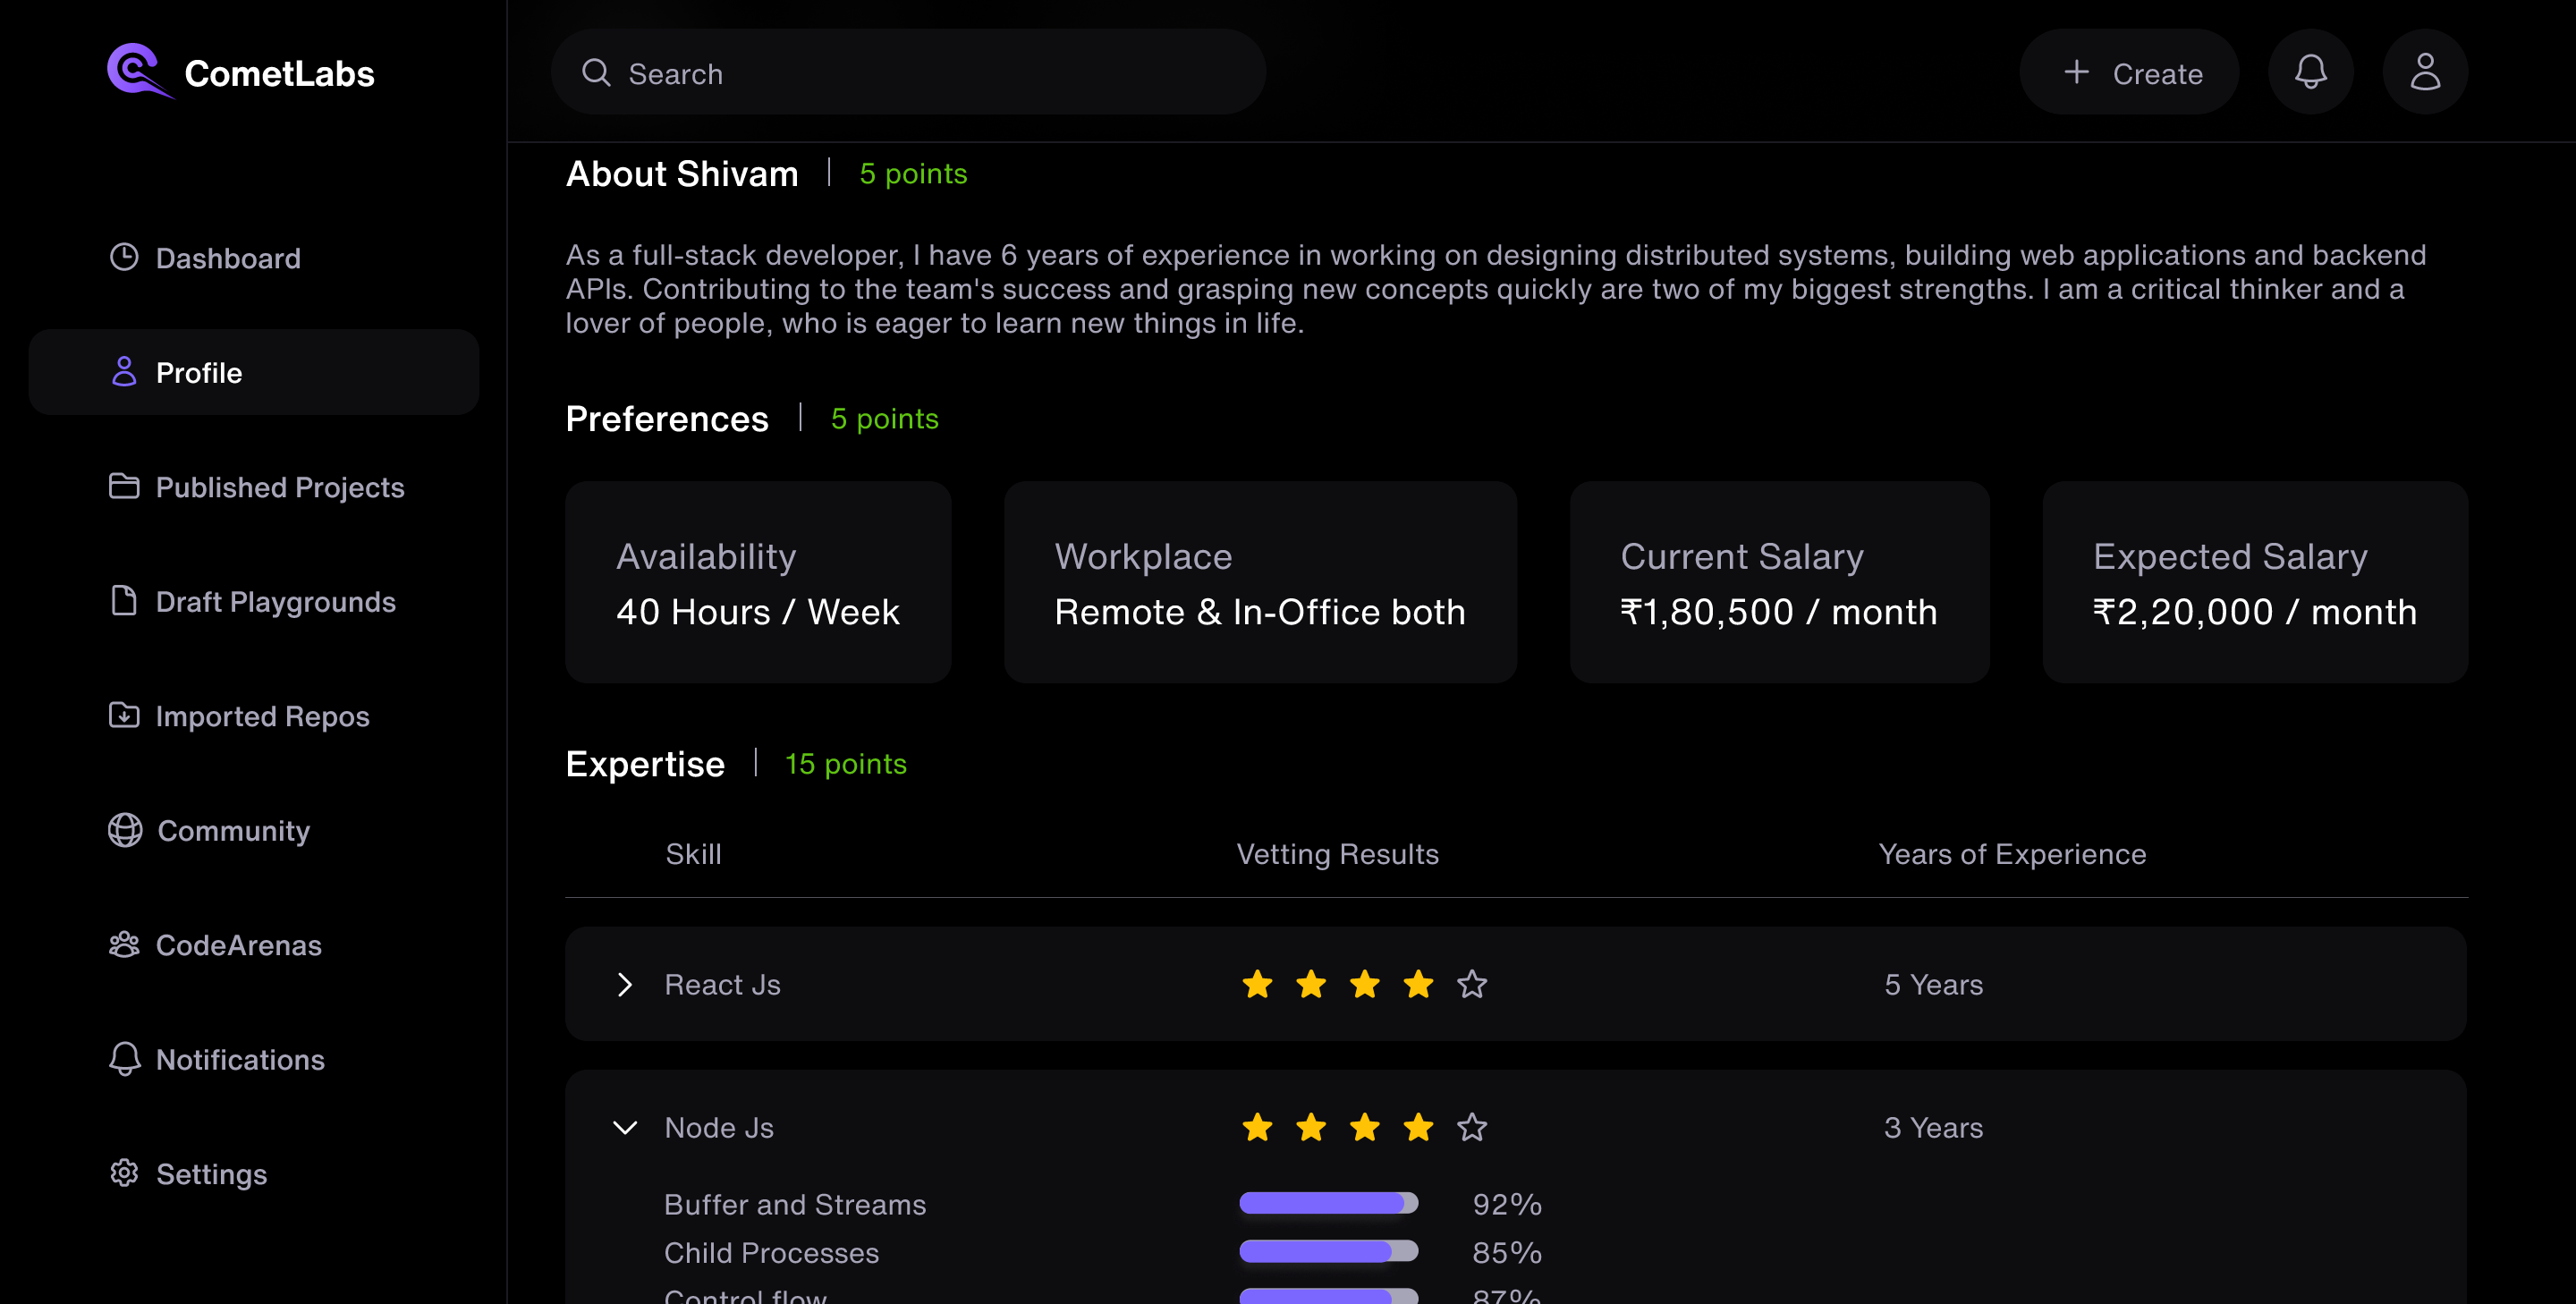 CometLabs
Search
Create
Dashboard
Profile
Published Projects
Draft Playgrounds
Imported Repos
Community
CodeArenas
Notifications
Settings
About Shivam | 5 points
As a full-stack developer, I have 6 years of experience in working on designing distributed systems, building web applications and backend
APIs. Contributing to the team's success and grasping new concepts quickly are two of my biggest strengths. I am a critical thinker and a
lover of people, who is eager to learn new things in life.
Preferences | 5 points
Availability
40 Hours / Week
Workplace
Remote & In-Office both
Current Salary
₹1,80,500 / month
Expected Salary
₹2,20,000 / month
Expertise | 15 points
Skill Vetting Results Years of Experience
React Js 5 Years
Node Js 3 Years
Buffer and Streams 92%
Child Processes 85%
Control flow 87%